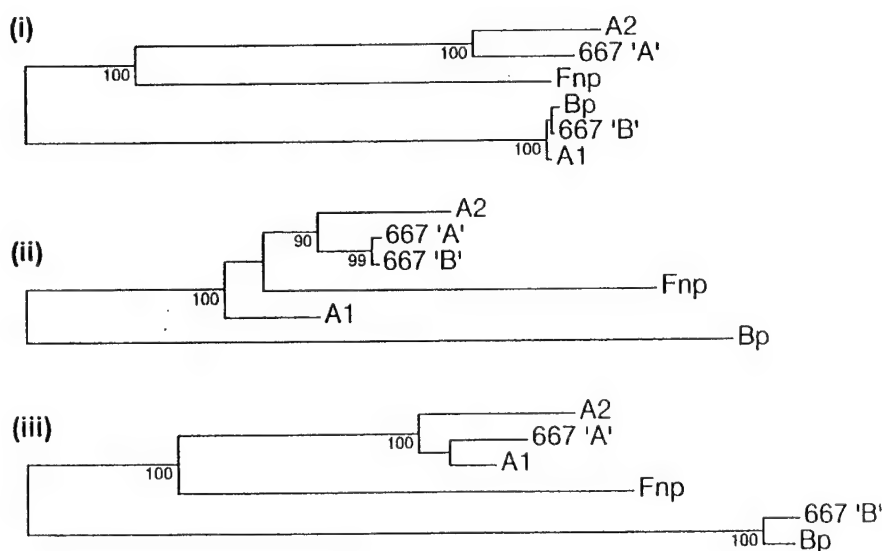 (i)
A2
667 'A'
100
100
Fnp
Bp
667 'B'
100
A1
(ii)
A2
90
667 'A'
99
667 'B'
100
Fnp
A1
Bp
(iii)
A2
100
667 'A'
A1
100
Fnp
667 'B'
100
Bp